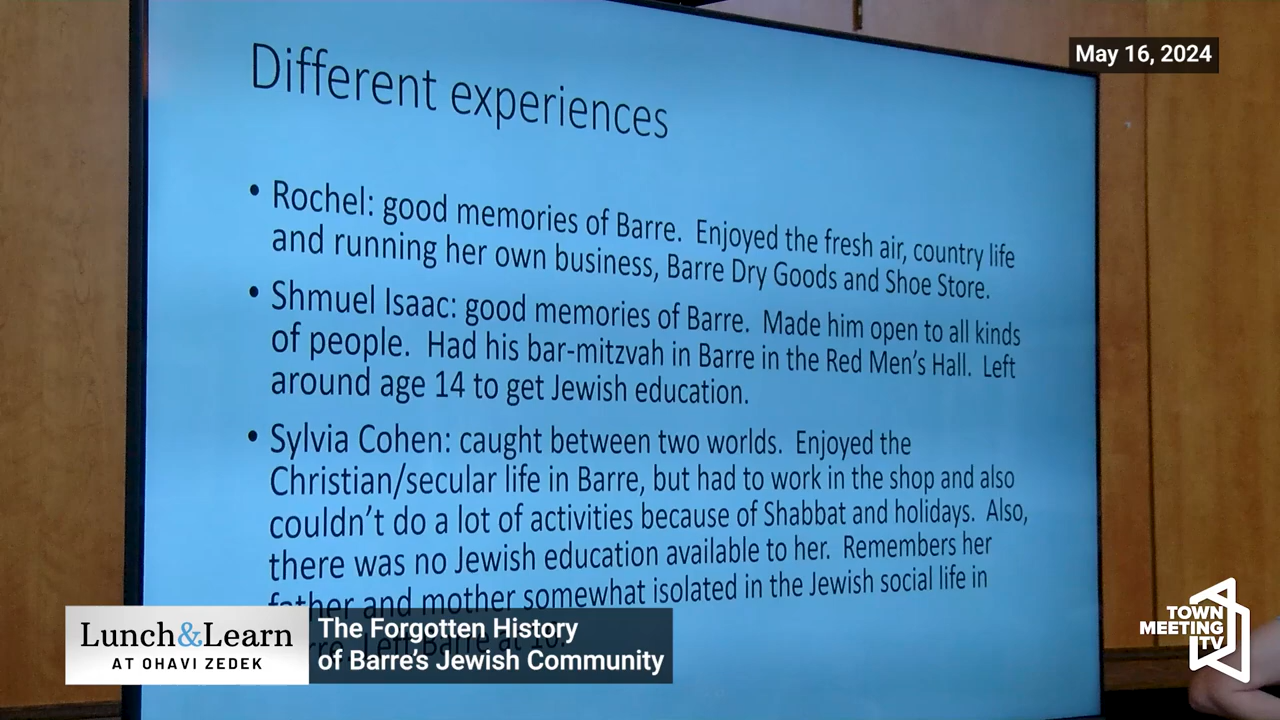 May 16, 2024
Different experiences
• Rochel: good memories of Barre. Enjoyed the fresh air, country life
and running her own business, Barre Dry Goods and Shoe Store.
• Shmuel Isaac: good memories of Barre. Made him open to all kinds
of people. Had his bar-mitzvah in Barre in the Red Men's Hall. Left
around age 14 to get Jewish education.
• Sylvia Cohen: caught between two worlds. Enjoyed the
Christian/secular life in Barre, but had to work in the shop and also
couldn't do a lot of activities because of Shabbat and holidays. Also,
there was no Jewish education available to her. Remembers her
father and mother somewhat isolated in the Jewish social life in
Left Barre at
Lunch&Learn
AT OHAVI ZEDEK
The Forgotten History
of Barre's Jewish Community
TOWN
MEETING
TV